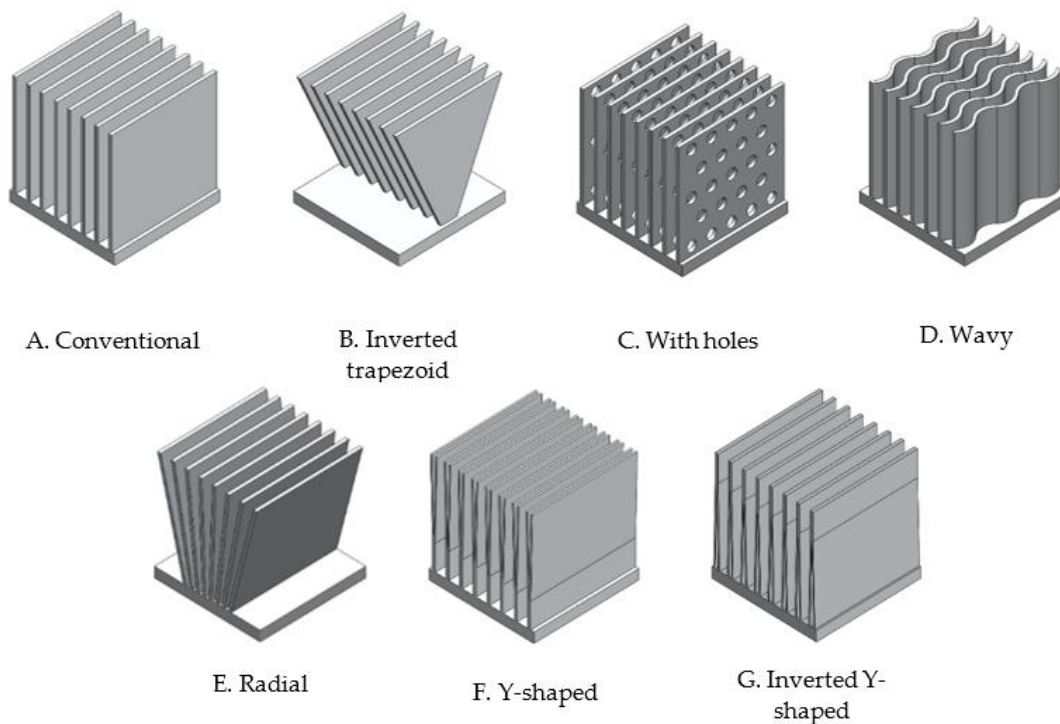 A. Conventional
B. Inverted
trapezoid
C. With holes
D. Wavy
E. Radial
F. Y-shaped
G. Inverted Y-
shaped